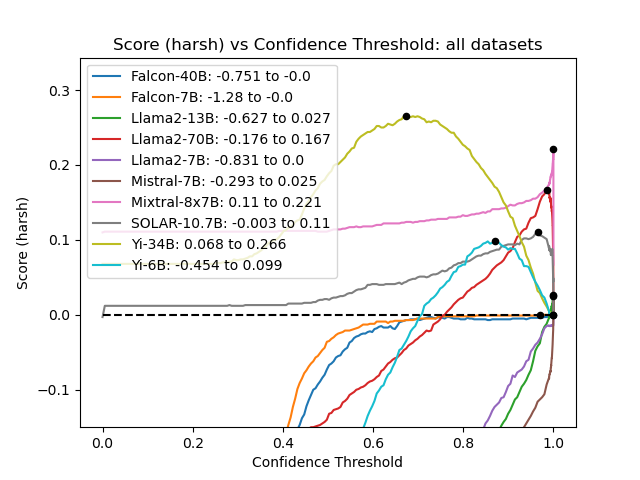 Score (harsh) vs Confidence Threshold: all datasets
Falcon-40B: -0.751 to -0.0
Falcon-7B: -1.28 to -0.0
Llama2-13B: -0.627 to 0.027
Llama2-70B: -0.176 to 0.167
Llama2-7B: -0.831 to 0.0
Mistral-7B: -0.293 to 0.025
Mixtral-8x7B: 0.11 to 0.221
SOLAR-10.7B: -0.003 to 0.11
Yi-34B: 0.068 to 0.266
Yi-6B: -0.454 to 0.099
Score (harsh)
0.3
0.2
0.1
0.0
−0.1
0.0 0.2 0.4 0.6 0.8 1.0
Confidence Threshold